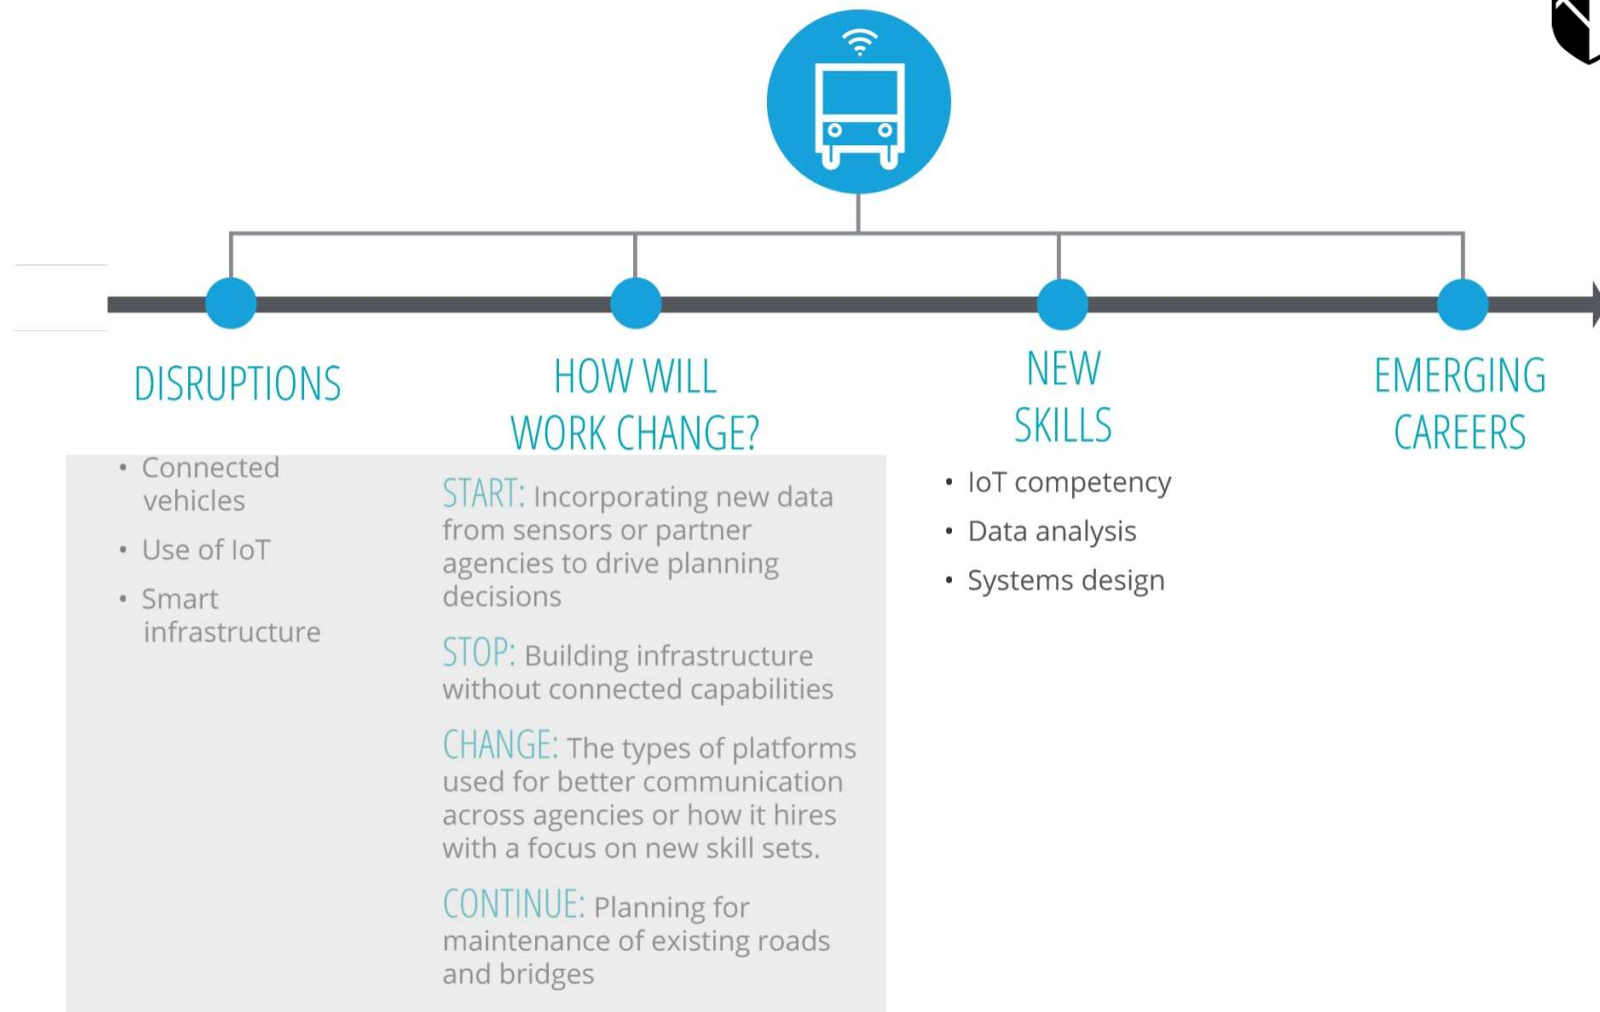 DISRUPTIONS
• Connected
vehicles
• Use of IoT
• Smart
infrastructure
HOW WILL
WORK CHANGE?
START: Incorporating new data
from sensors or partner
agencies to drive planning
decisions
STOP: Building infrastructure
without connected capabilities
CHANGE: The types of platforms
used for better communication
across agencies or how it hires
with a focus on new skill sets.
CONTINUE: Planning for
maintenance of existing roads
and bridges
NEW
SKILLS
• IoT competency
• Data analysis
• Systems design
EMERGING
CAREERS